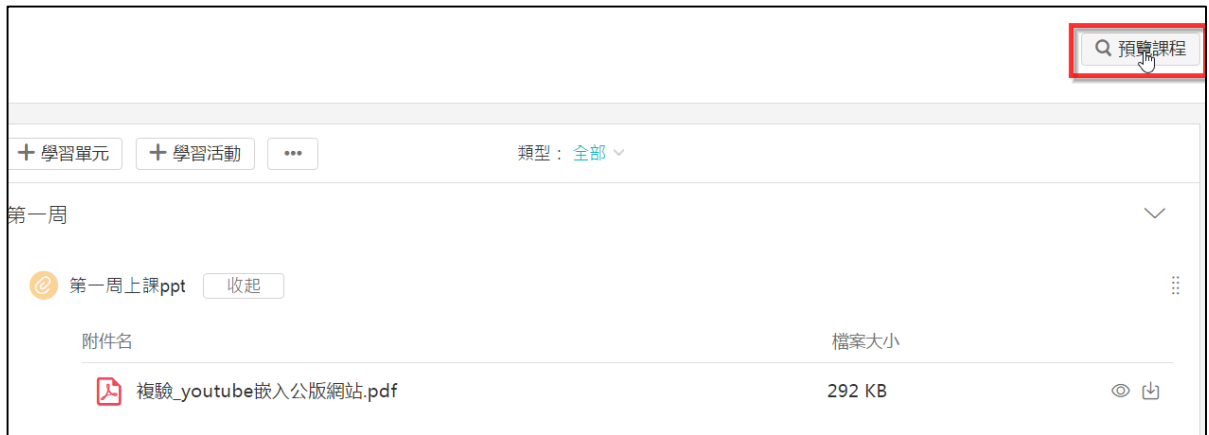 預覽課程
學習單元 學習活動 ••• 類型： 全部
第一周
第一周上課ppt 收起
附件名 檔案大小
複驗_youtube嵌入公版網站.pdf 292 KB